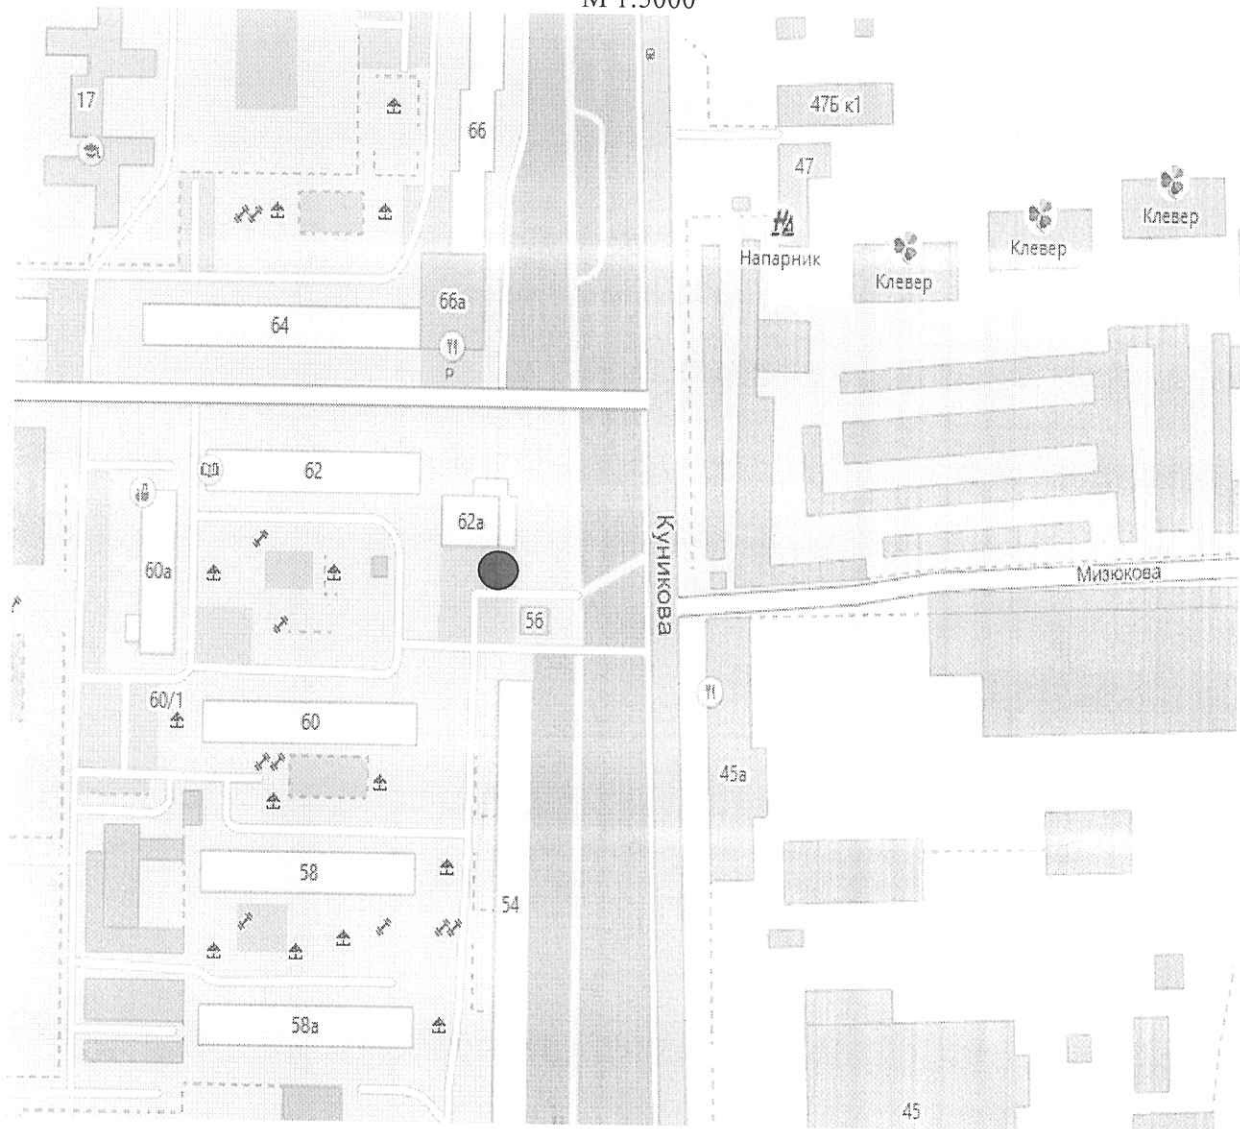 М 1:5000
17
66
47Б к1
47
Клевер
Клевер
Клевер
Напарник
66а
64
Р
62
62а
60а
Куникова
Мизюкова
56
60/1
60
45а
58
54
58а
45